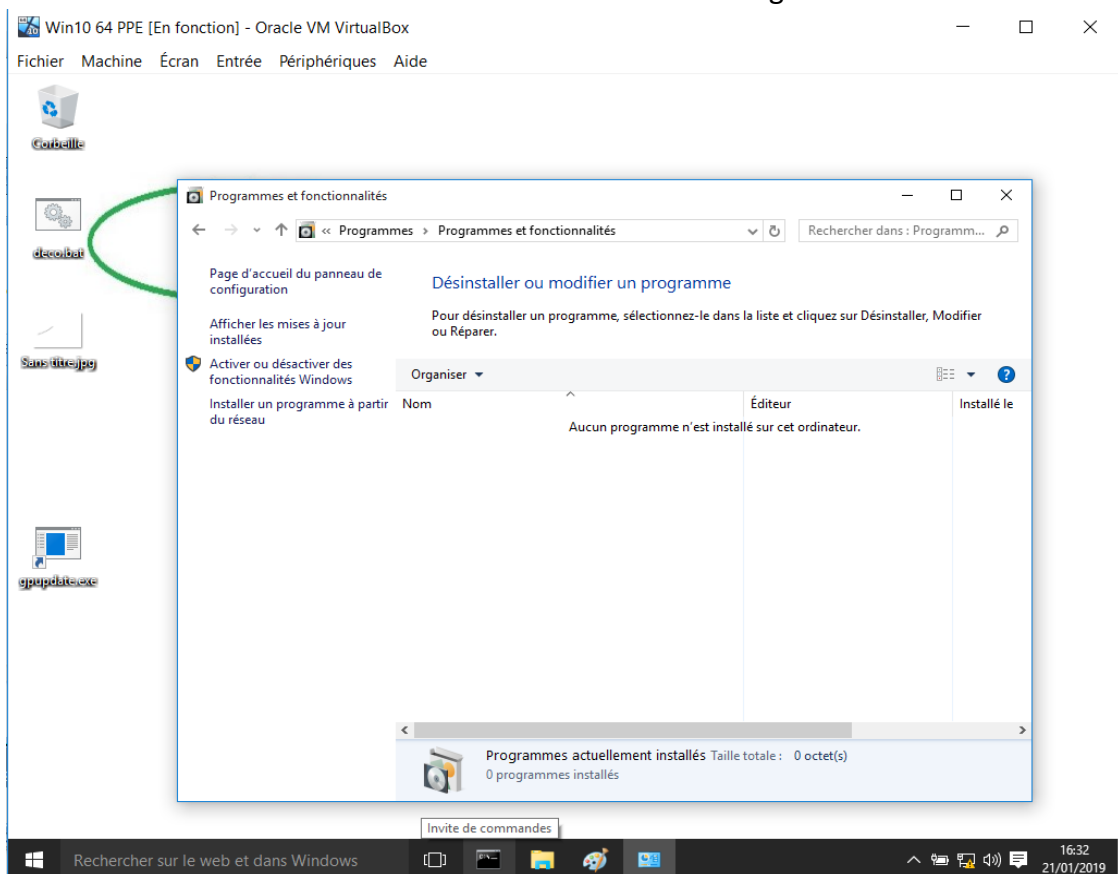 Win10 64 PPE [En fonction] - Oracle VM VirtualBox
Fichier Machine Écran Entrée Périphériques Aide
Corbeille
deco.bat
Sans titre.jpg
gpupdate.exe
Programmes et fonctionnalités
« Programmes › Programmes et fonctionnalités
Rechercher dans : Programm...
Page d'accueil du panneau de
configuration
Afficher les mises à jour
installées
Activer ou désactiver des
fonctionnalités Windows
Installer un programme à partir
du réseau
Désinstaller ou modifier un programme
Pour désinstaller un programme, sélectionnez-le dans la liste et cliquez sur Désinstaller, Modifier
ou Réparer.
Organiser
Nom Éditeur Installé le
Aucun programme n'est installé sur cet ordinateur.
Programmes actuellement installés Taille totale : 0 octet(s)
0 programmes installés
Invite de commandes
Rechercher sur le web et dans Windows
16:32
21/01/2019